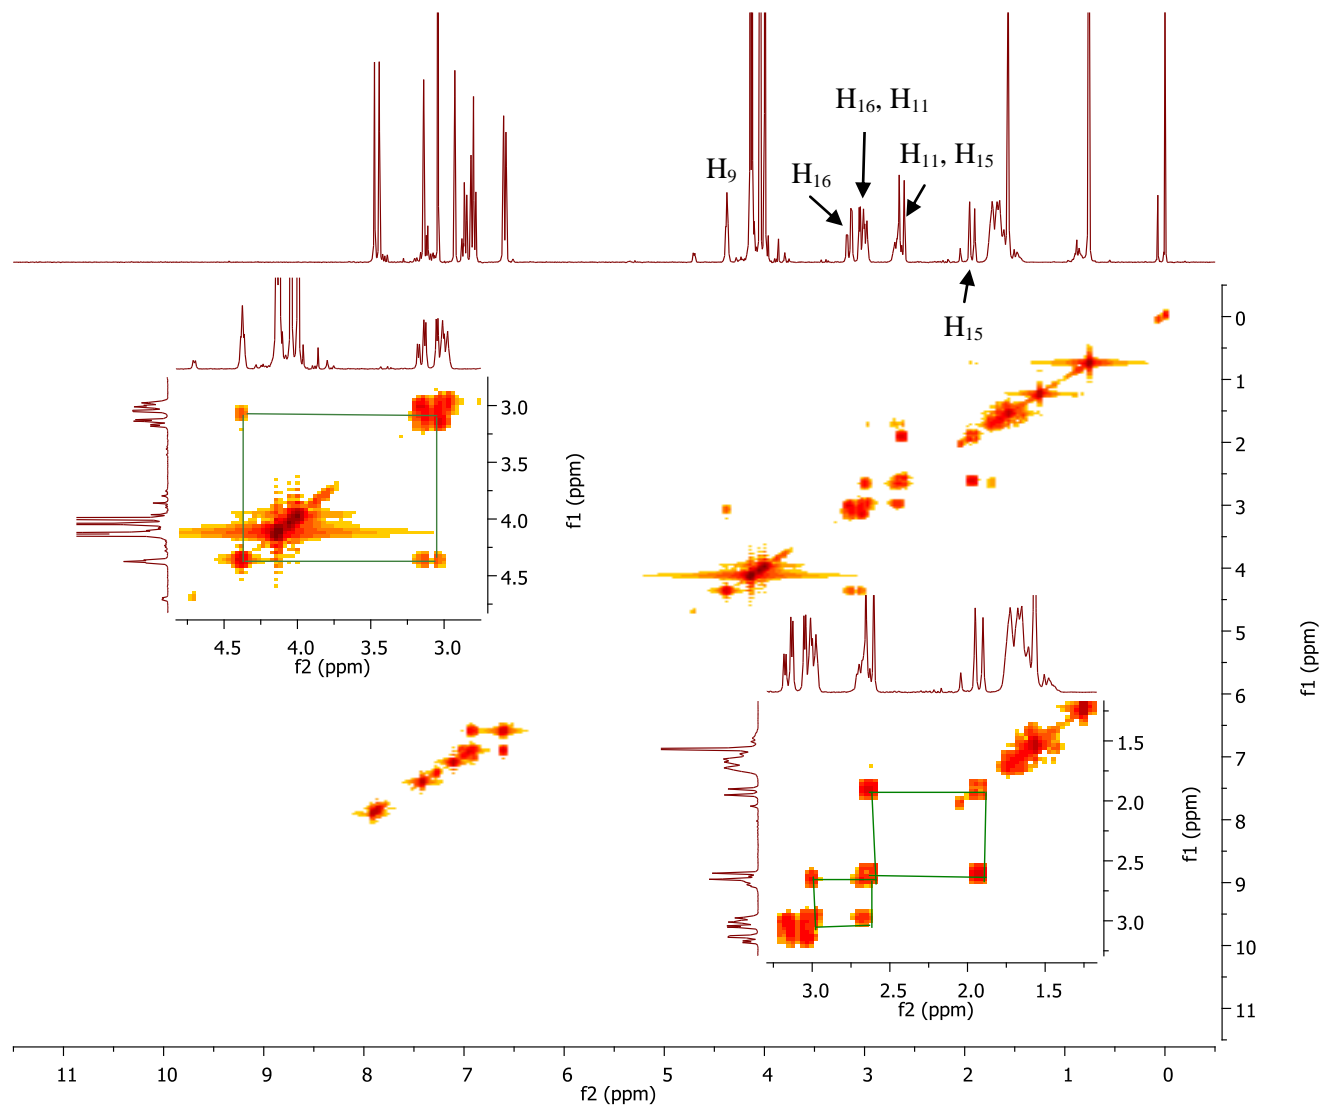 H₁₆, H₁₁
H₁₁, H₁₅
H₉
H₁₆
H₁₅
3.0
3.5
4.0
4.5
f1 (ppm)
4.5 4.0 3.5 3.0
f2 (ppm)
1.5
2.0
2.5
3.0
f1 (ppm)
3.0 2.5 2.0 1.5
f2 (ppm)
0
1
2
3
4
5
6
7
8
9
10
11
f1 (ppm)
11 10 9 8 7 6 5 4 3 2 1 0
f2 (ppm)